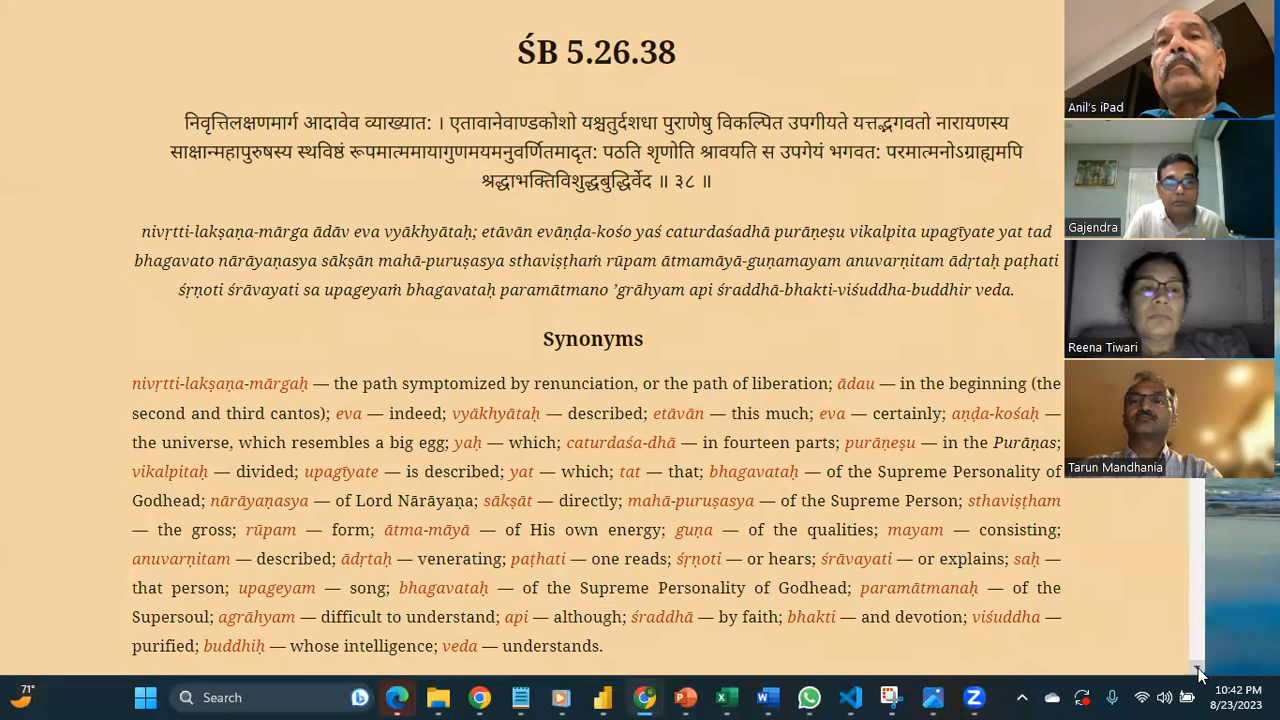 ŚB 5.26.38
निवृत्तिलक्षणमार्ग आदावेव व्याख्यात: । एतावानेवाण्डकोशो यश्चतुर्दशधा पुराणेषु विकल्पित उपगीयते यत्तद्भगवतो नारायणस्य
साक्षान्महापुरुषस्य स्थविष्ठं रूपमात्ममायागुणमयमनुवर्णितमाद‍ृत: पठति श‍ृणोति श्रावयति स उपगेयं भगवत: परमात्मनोऽग्राह्यमपि
श्रद्धाभक्तिविशुद्धबुद्धिर्वेद ॥ ३८ ॥
nivṛtti-lakṣaṇa-mārga ādāv eva vyākhyātaḥ; etāvān evāṇḍa-kośo yaś caturdaśadhā purāṇeṣu vikalpita upagīyate yat tad
bhagavato nārāyaṇasya sākṣān mahā-puruṣasya sthaviṣṭhaṁ rūpam ātmamāyā-guṇamayam anuvarṇitam ādṛtaḥ paṭhati
śṛṇoti śrāvayati sa upageyaṁ bhagavataḥ paramātmano ’grāhyam api śraddhā-bhakti-viśuddha-buddhir veda.
Synonyms
nivṛtti-lakṣaṇa-mārgaḥ — the path symptomized by renunciation, or the path of liberation; ādau — in the beginning (the
second and third cantos); eva — indeed; vyākhyātaḥ — described; etāvān — this much; eva — certainly; aṇḍa-kośaḥ —
the universe, which resembles a big egg; yaḥ — which; caturdaśa-dhā — in fourteen parts; purāṇeṣu — in the Purāṇas;
vikalpitaḥ — divided; upagīyate — is described; yat — which; tat — that; bhagavataḥ — of the Supreme Personality of
Godhead; nārāyaṇasya — of Lord Nārāyaṇa; sākṣāt — directly; mahā-puruṣasya — of the Supreme Person; sthaviṣṭham
— the gross; rūpam — form; ātma-māyā — of His own energy; guṇa — of the qualities; mayam — consisting;
anuvarṇitam — described; ādṛtaḥ — venerating; paṭhati — one reads; śṛṇoti — or hears; śrāvayati — or explains; saḥ —
that person; upageyam — song; bhagavataḥ — of the Supreme Personality of Godhead; paramātmanaḥ — of the
Supersoul; agrāhyam — difficult to understand; api — although; śraddhā — by faith; bhakti — and devotion; viśuddha —
purified; buddhiḥ — whose intelligence; veda — understands.
Anil's iPad
Gajendra
Reena Tiwari
Tarun Mandhania
71°
Search
10:42 PM
8/23/2023